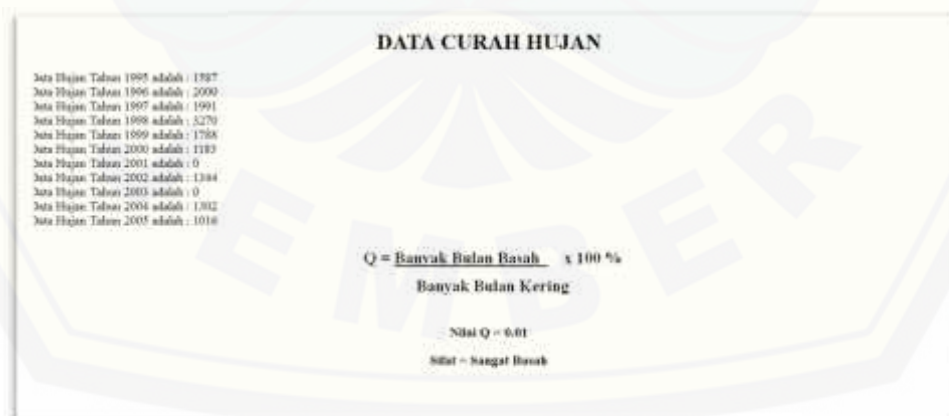 DATA CURAH HUJAN
Data Hujan Tahun 1995 adalah : 1587
Data Hujan Tahun 1996 adalah : 2000
Data Hujan Tahun 1997 adalah : 1991
Data Hujan Tahun 1998 adalah : 3270
Data Hujan Tahun 1999 adalah : 1788
Data Hujan Tahun 2000 adalah : 1185
Data Hujan Tahun 2001 adalah : 0
Data Hujan Tahun 2002 adalah : 1344
Data Hujan Tahun 2003 adalah : 0
Data Hujan Tahun 2004 adalah : 1302
Data Hujan Tahun 2005 adalah : 1016
Q = Banyak Bulan Basah x 100 %
Banyak Bulan Kering
Nilai Q = 0.01
Sifat = Sangat Basah
EMBER